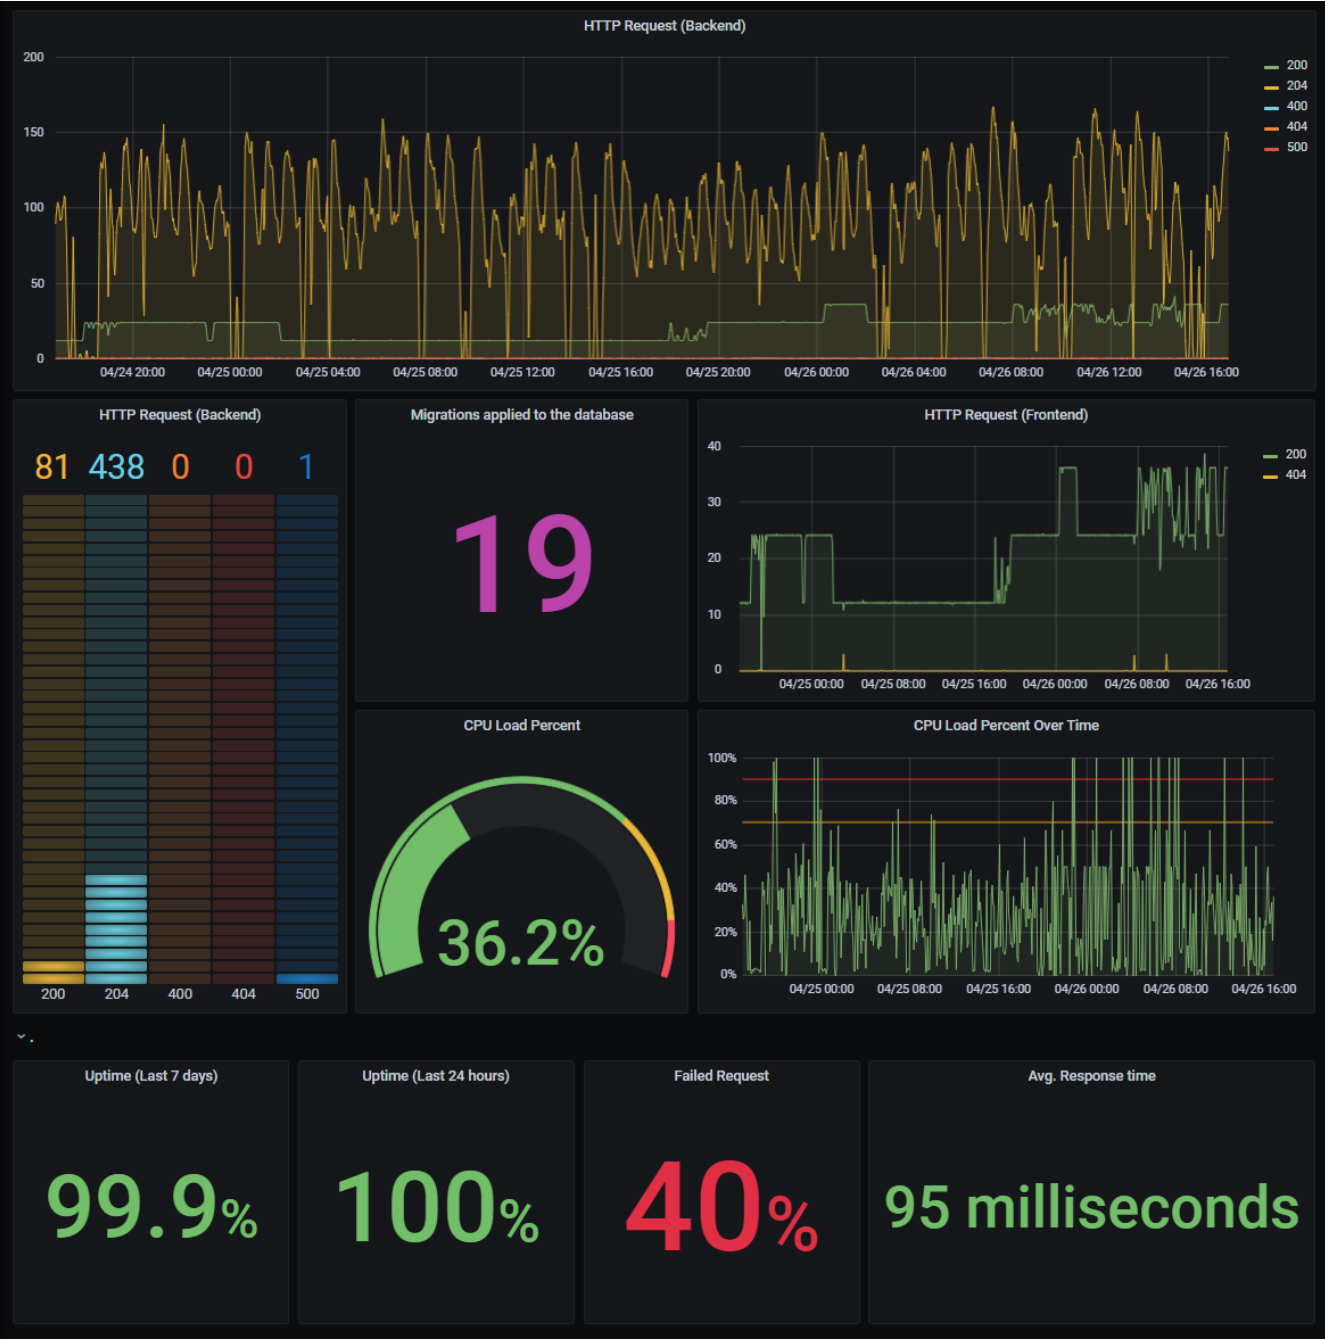 HTTP Request (Backend)
200
150
100
50
0
04/24 20:00 04/25 00:00 04/25 04:00 04/25 08:00 04/25 12:00 04/25 16:00 04/25 20:00 04/26 00:00 04/26 04:00 04/26 08:00 04/26 12:00 04/26 16:00
200
204
400
404
500
HTTP Request (Backend)
81 438 0 0 1
200 204 400 404 500
Migrations applied to the database
19
HTTP Request (Frontend)
40
30
20
10
0
04/25 00:00 04/25 08:00 04/25 16:00 04/26 00:00 04/26 08:00 04/26 16:00
200
404
CPU Load Percent
36.2%
CPU Load Percent Over Time
100%
80%
60%
40%
20%
0%
04/25 00:00 04/25 08:00 04/25 16:00 04/26 00:00 04/26 08:00 04/26 16:00
.
Uptime (Last 7 days)
99.9%
Uptime (Last 24 hours)
100%
Failed Request
40%
Avg. Response time
95 milliseconds